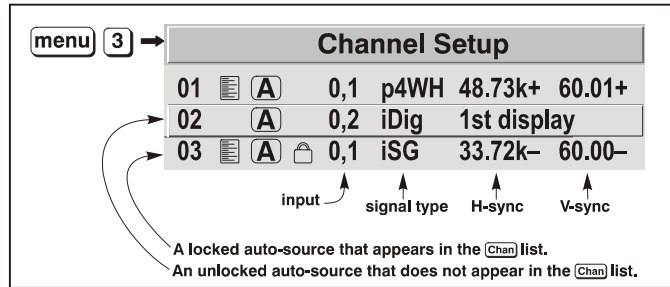 menu 3 Channel Setup
01 A 0,1 p4WH 48.73k+ 60.01+
02 A 0,2 iDig 1st display
03 A 0,1 iSG 33.72k– 60.00–
input signal type H-sync V-sync
A locked auto-source that appears in the Chan list.
An unlocked auto-source that does not appear in the Chan list.